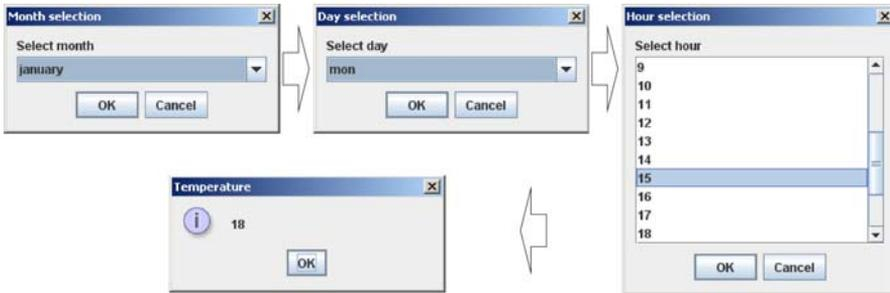 Month selection
Select month
january
OK Cancel
Day selection
Select day
mon
OK Cancel
Hour selection
Select hour
9
10
11
12
13
14
15
16
17
18
OK Cancel
Temperature
i 18
OK